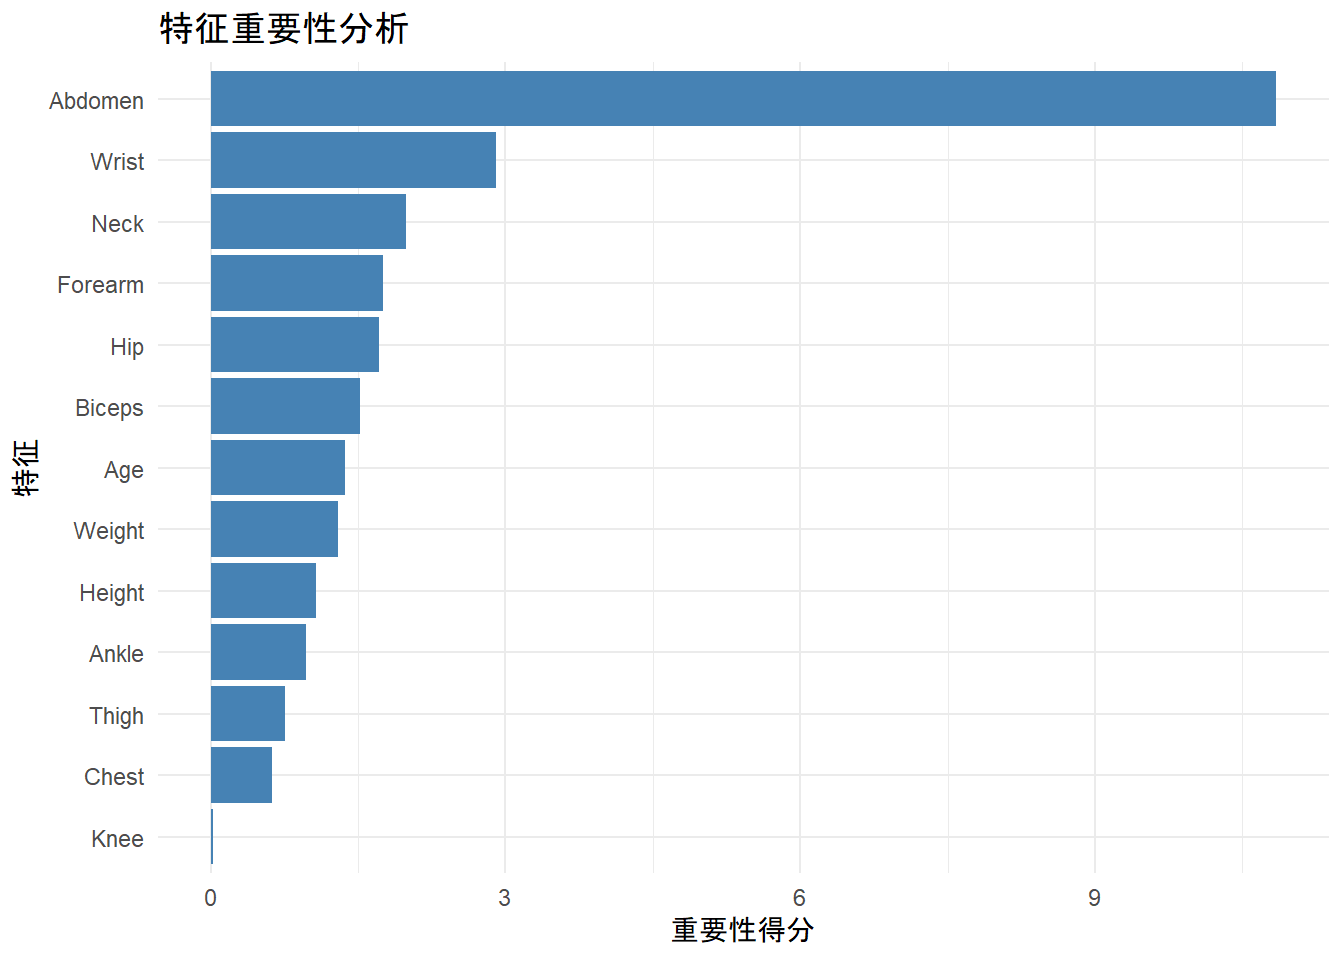 特征重要性分析
特征
Abdomen
Wrist
Neck
Forearm
Hip
Biceps
Age
Weight
Height
Ankle
Thigh
Chest
Knee
0 3 6 9
重要性得分